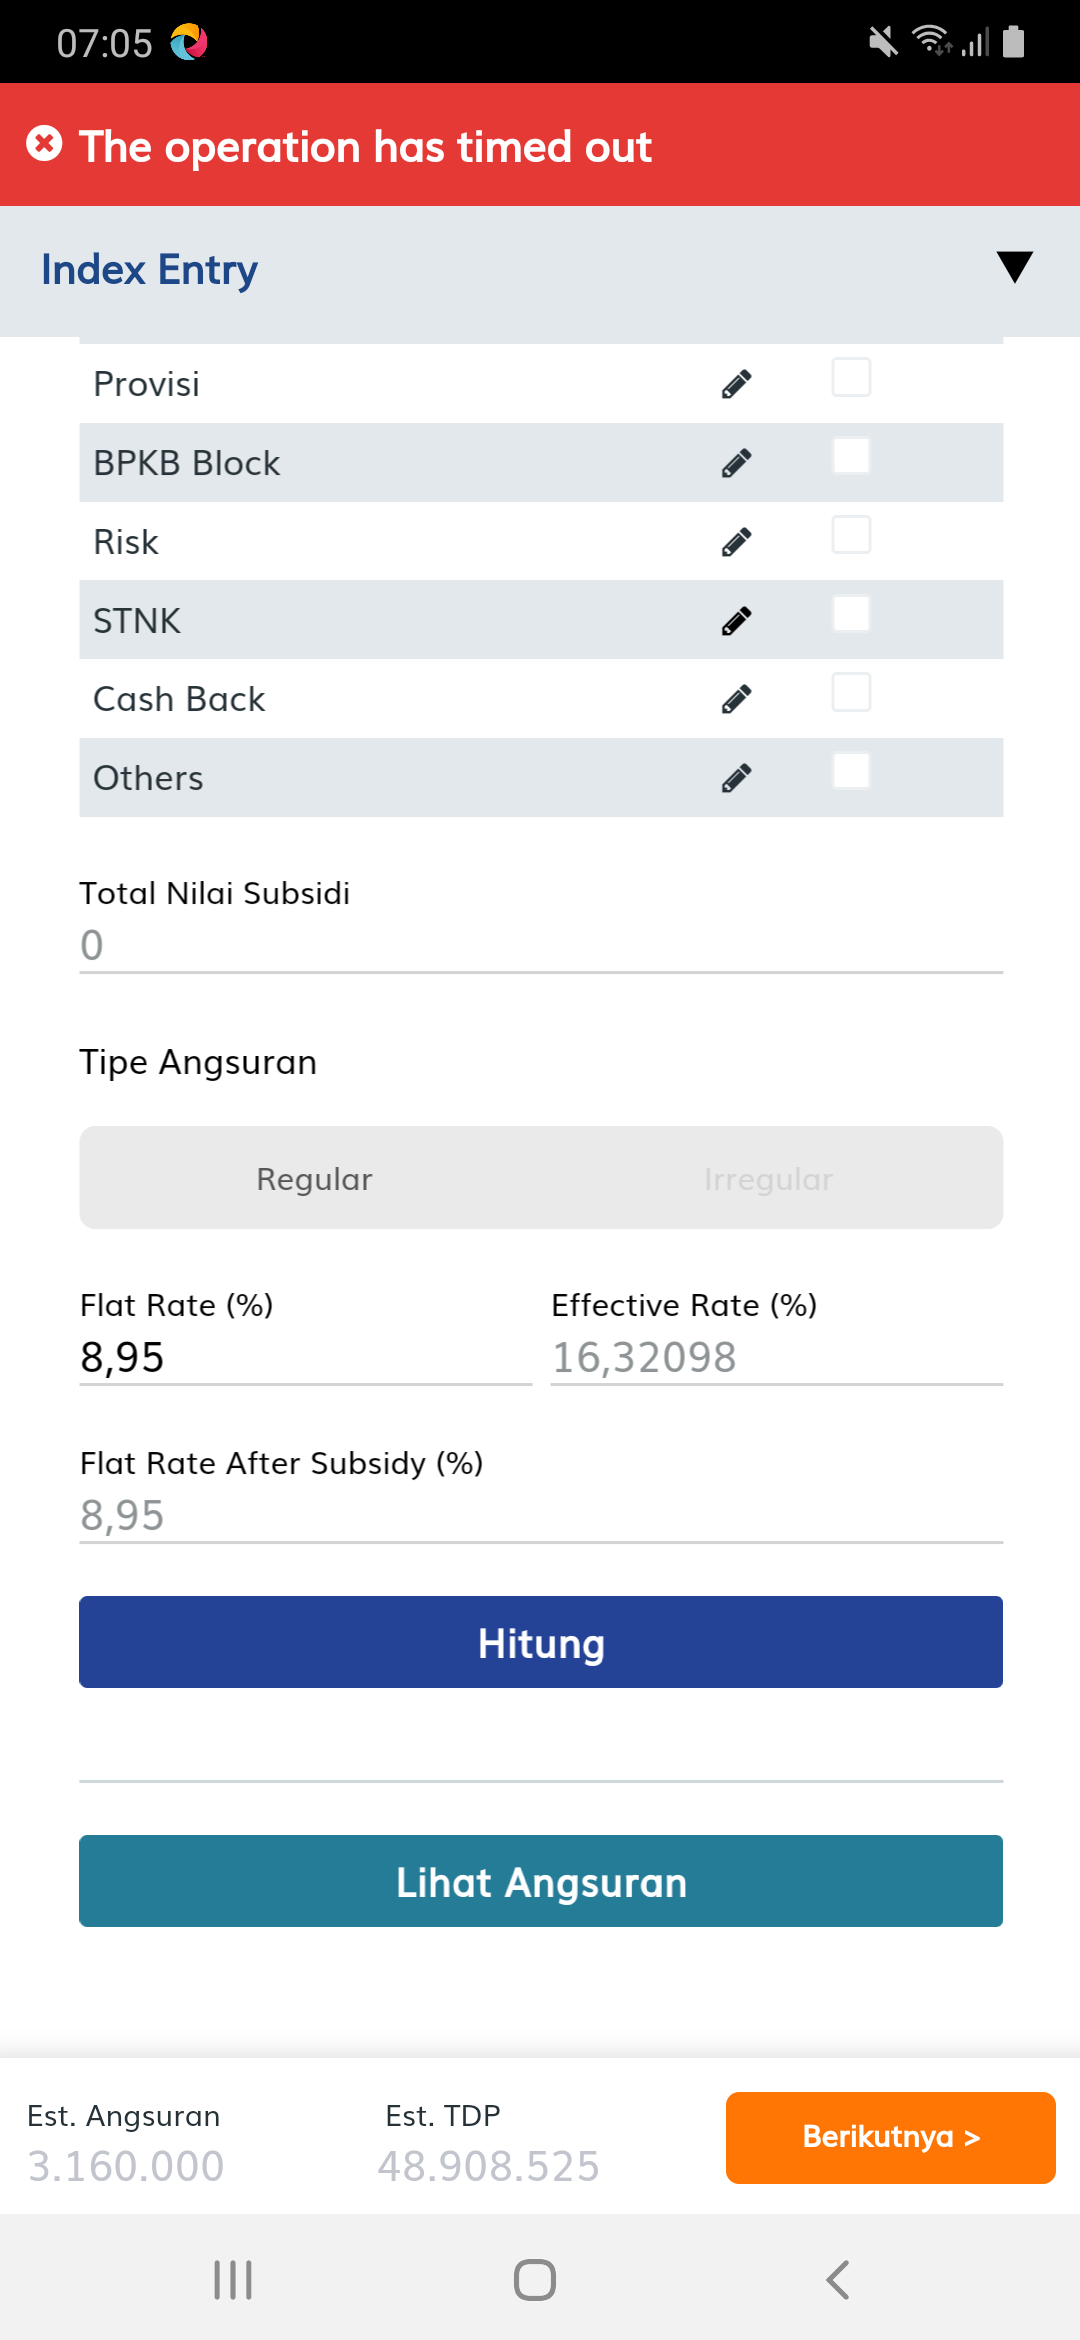 07:05
The operation has timed out
Index Entry
Provisi
BPKB Block
Risk
STNK
Cash Back
Others
Total Nilai Subsidi
0
Tipe Angsuran
Regular Irregular
Flat Rate (%) Effective Rate (%)
8,95 16,32098
Flat Rate After Subsidy (%)
8,95
Hitung
Lihat Angsuran
Est. Angsuran Est. TDP
3.160.000 48.908.525
Berikutnya >